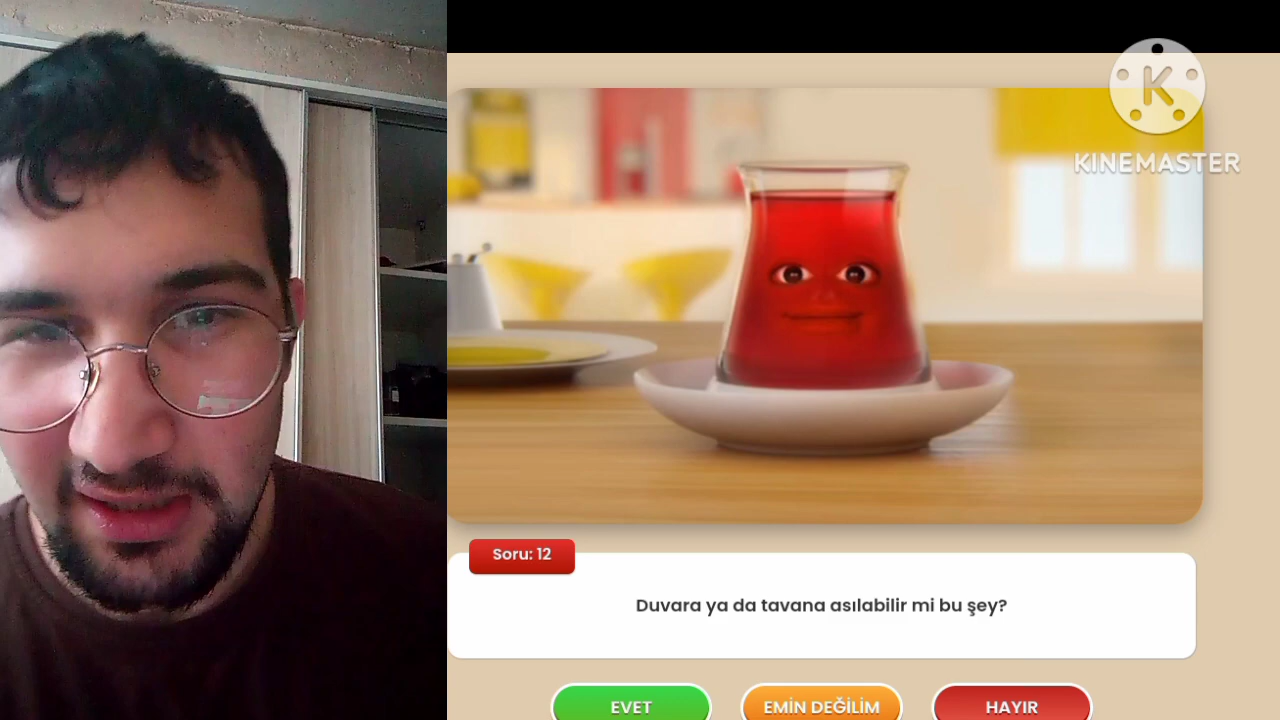 K
KINEMASTER
Soru: 12
Duvara ya da tavana asılabilir mi bu şey?
EVET
EMİN DEĞİLİM
HAYIR